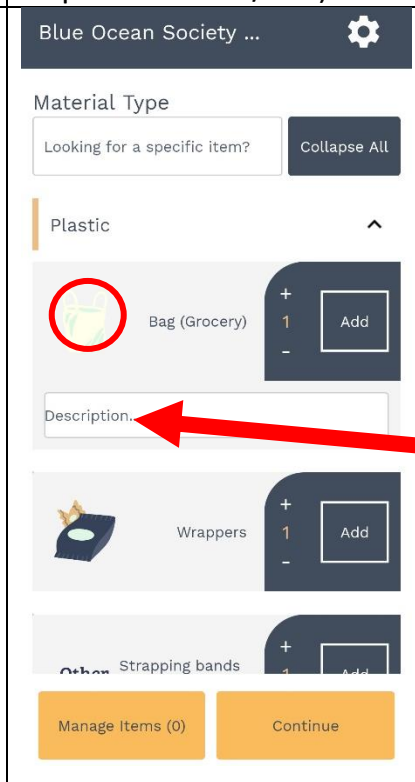 Blue Ocean Society ...
Material Type
Looking for a specific item?
Collapse All
Plastic
Bag (Grocery)
+
1
-
Add
Description..
Wrappers
+
1
-
Add
Other
Strapping bands
+
1
Add
Manage Items (0)
Continue